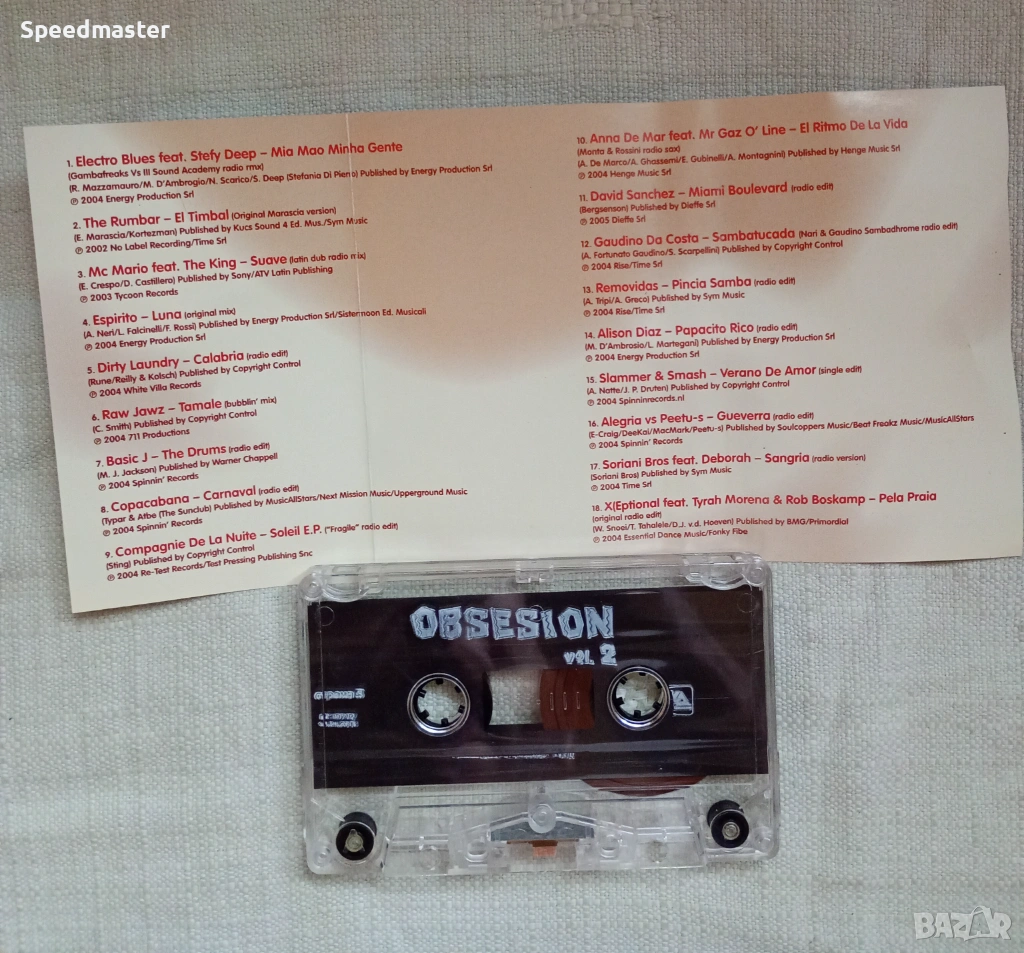 Speedmaster
1. Electro Blues feat. Stefy Deep – Mia Mao Minha Gente
(Gambafreaks Vs Ill Sound Academy radio rmx)
(R. Mazzamauro/M. D'Ambrogio/N. Scarico/S. Deep (Stefania Di Piero) Published by Energy Production Srl
℗ 2004 Energy Production Srl
2. The Rumbar – El Timbal (Original Marascia version)
(E. Marascia/Kortezman) Published by Kucs Sound 4 Ed. Mus./Sym Music
℗ 2002 No Label Recording/Time Srl
3. Mc Mario feat. The King – Suave (latin dub radio mix)
(E. Crespo/D. Castillero) Published by Sony/ATV Latin Publishing
℗ 2003 Tycoon Records
4. Espirito – Luna (original mix)
(A. Neri/L. Falcinelli/F. Rossi) Published by Energy Production Srl/Sistermoon Ed. Musicali
℗ 2004 Energy Production Srl
5. Dirty Laundry – Calabria (radio edit)
(Rune/Reilly & Kolsch) Published by Copyright Control
℗ 2004 White Villa Records
6. Raw Jawz – Tamale (bubblin' mix)
(C. Smith) Published by Copyright Control
℗ 2004 711 Productions
7. Basic J – The Drums (radio edit)
(M. J. Jackson) Published by Warner Chappell
℗ 2004 Spinnin' Records
8. Copacabana – Carnaval (radio edit)
(Typar & Afbe (The Sunclub) Published by MusicAllStars/Next Mission Music/Upperground Music
℗ 2004 Spinnin' Records
9. Compagnie De La Nuite – Soleil E.P. ("Fragile" radio edit)
(Sting) Published by Copyright Control
℗ 2004 Re-Test Records/Test Pressing Publishing Snc
10. Anna De Mar feat. Mr Gaz O' Line – El Ritmo De La Vida
(Manta & Rossini radio sax)
(A. De Marco/A. Ghassemi/E. Gubinelli/A. Montagnini) Published by Henge Music Srl
℗ 2004 Henge Music Srl
11. David Sanchez – Miami Boulevard (radio edit)
(Bergsenson) Published by Dieffe Srl
℗ 2005 Dieffe Srl
12. Gaudino Da Costa – Sambatucada (Nari & Gaudino Sambadhrome radio edit)
(A. Fortunato Gaudino/S. Scarpellini) Published by Copyright Control
℗ 2004 Rise/Time Srl
13. Removidas – Pincia Samba (radio edit)
(A. Tripi/A. Greco) Published by Sym Music
℗ 2004 Rise/Time Srl
14. Alison Diaz – Papacito Rico (radio edit)
(M. D'Ambrosio/L. Martegani) Published by Energy Production Srl
℗ 2004 Energy Production Srl
15. Slammer & Smash – Verano De Amor (single edit)
(A. Natte/J. P. Druten) Published by Copyright Control
℗ 2004 Spinninrecords.nl
16. Alegria vs Peetu-s – Gueverra (radio edit)
(E-Craig/DeeKai/MacMark/Peetu-s) Published by Soulcoppers Music/Beat Freakz Music/MusicAllStars
℗ 2004 Spinnin' Records
17. Soriani Bros feat. Deborah – Sangria (radio version)
(Soriani Bros) Published by Sym Music
℗ 2004 Time Srl
18. X(Eptional feat. Tyrah Morena & Rob Boskamp – Pela Praia
(original radio edit)
(W. Snoei/T. Tahalele/D.J. v.d. Hoeven) Published by BMG/Primordial
℗ 2004 Essential Dance Music/Fonky Fibe
OBSESION
vol. 2
BAZAR